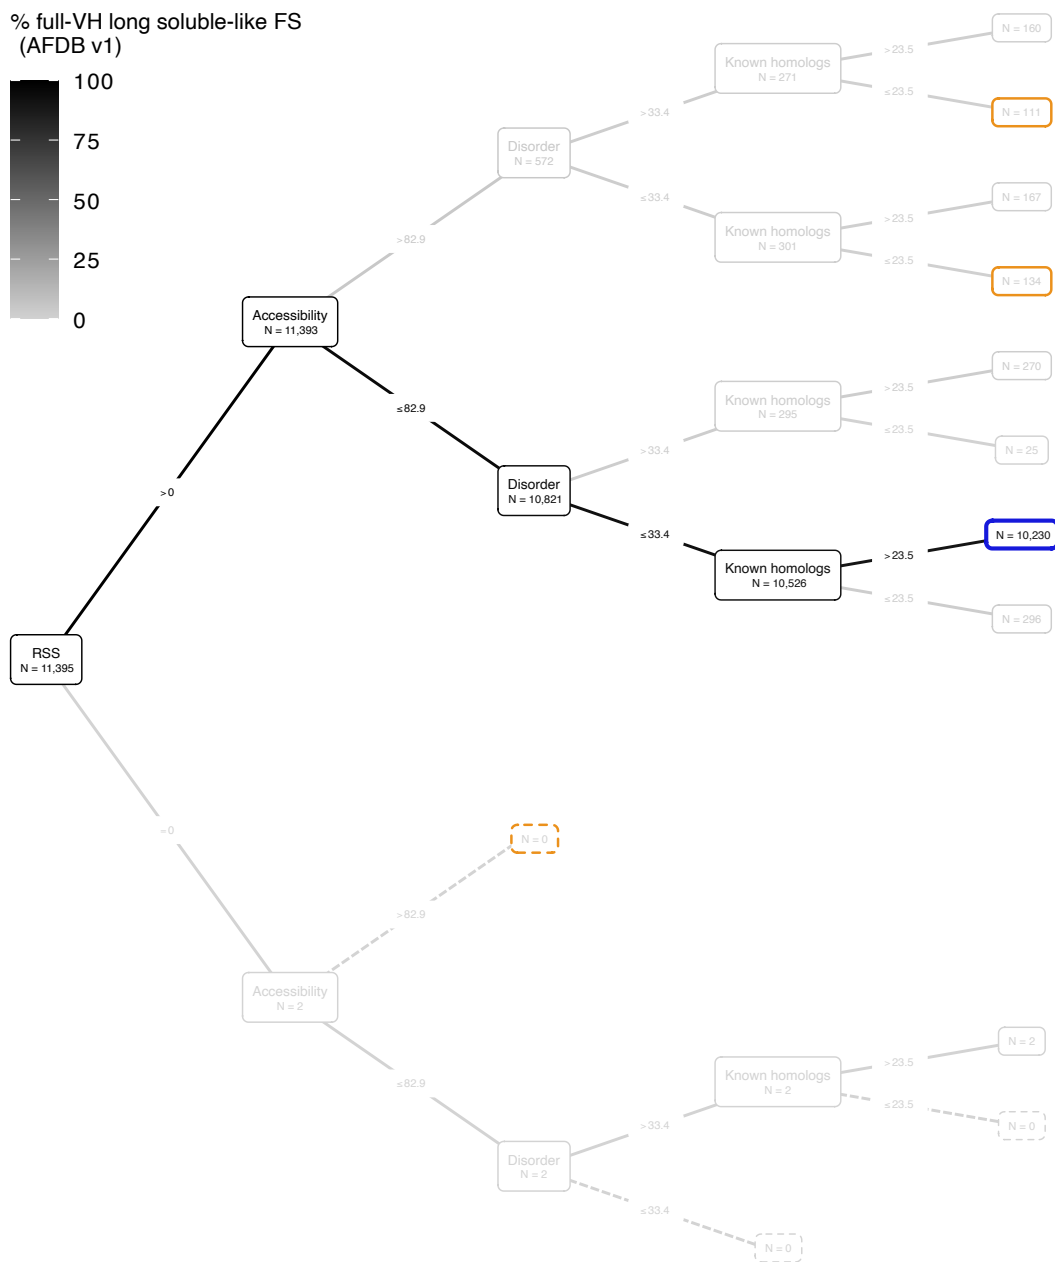 % full-VH long soluble-like FS
(AFDB v1)
100
75
50
25
0
RSS
N = 11,395
>0
=0
Accessibility
N = 11,393
>82.9
≤82.9
Disorder
N = 572
>33.4
≤33.4
Known homologs
N = 271
>23.5
≤23.5
N = 160
N = 111
Known homologs
N = 301
>23.5
≤23.5
N = 167
N = 134
Disorder
N = 10,821
>33.4
≤33.4
Known homologs
N = 295
>23.5
≤23.5
N = 270
N = 25
Known homologs
N = 10,526
>23.5
≤23.5
N = 10,230
N = 296
Accessibility
N = 2
>82.9
≤82.9
N = 0
Disorder
N = 2
>33.4
≤33.4
Known homologs
N = 2
>23.5
≤23.5
N = 2
N = 0
N = 0